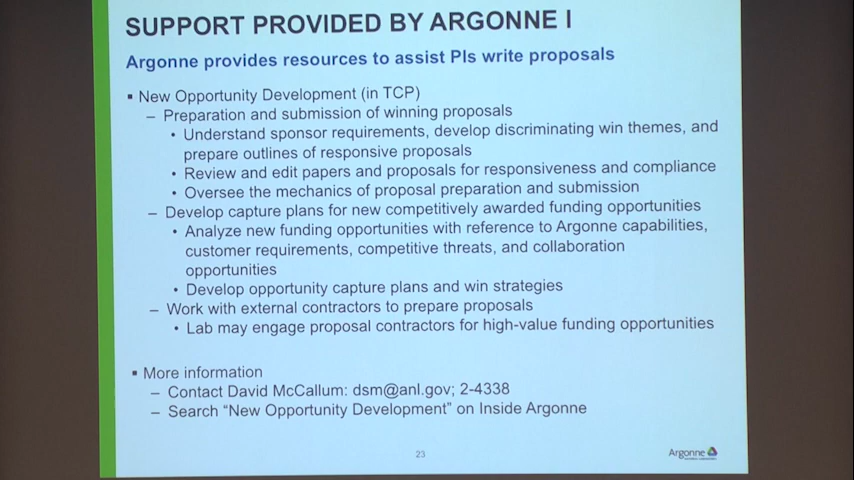 SUPPORT PROVIDED BY ARGONNE I
Argonne provides resources to assist PIs write proposals
▪ New Opportunity Development (in TCP)
– Preparation and submission of winning proposals
• Understand sponsor requirements, develop discriminating win themes, and
prepare outlines of responsive proposals
• Review and edit papers and proposals for responsiveness and compliance
• Oversee the mechanics of proposal preparation and submission
– Develop capture plans for new competitively awarded funding opportunities
• Analyze new funding opportunities with reference to Argonne capabilities,
customer requirements, competitive threats, and collaboration
opportunities
• Develop opportunity capture plans and win strategies
– Work with external contractors to prepare proposals
• Lab may engage proposal contractors for high-value funding opportunities
▪ More information
– Contact David McCallum: dsm@anl.gov; 2-4338
– Search “New Opportunity Development” on Inside Argonne
23
Argonne